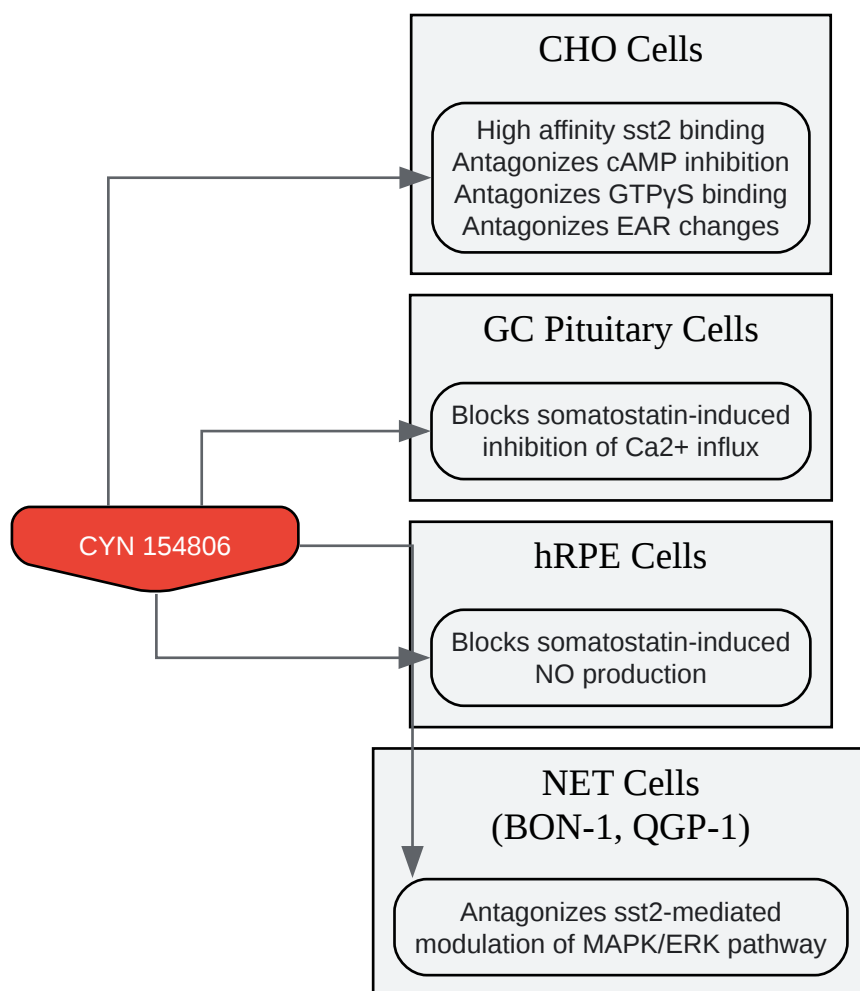 CHO Cells
High affinity sst2 binding
Antagonizes cAMP inhibition
Antagonizes GTPγS binding
Antagonizes EAR changes
GC Pituitary Cells
Blocks somatostatin-induced
inhibition of Ca2+ influx
CYN 154806
hRPE Cells
Blocks somatostatin-induced
NO production
NET Cells
(BON-1, QGP-1)
Antagonizes sst2-mediated
modulation of MAPK/ERK pathway